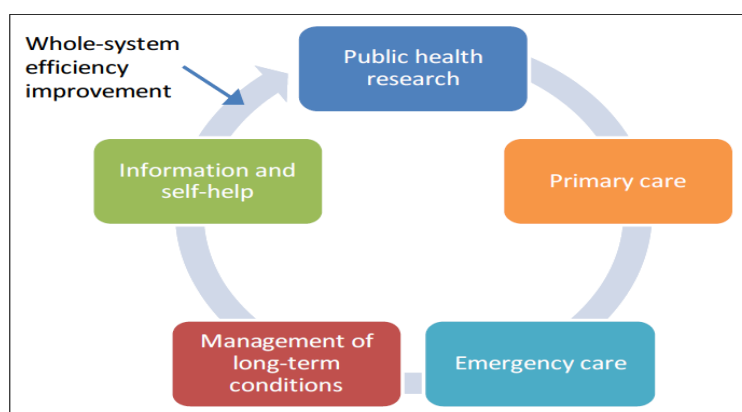 Whole-system
efficiency
improvement
Public health
research
Primary care
Emergency care
Management of
long-term
conditions
Information and
self-help